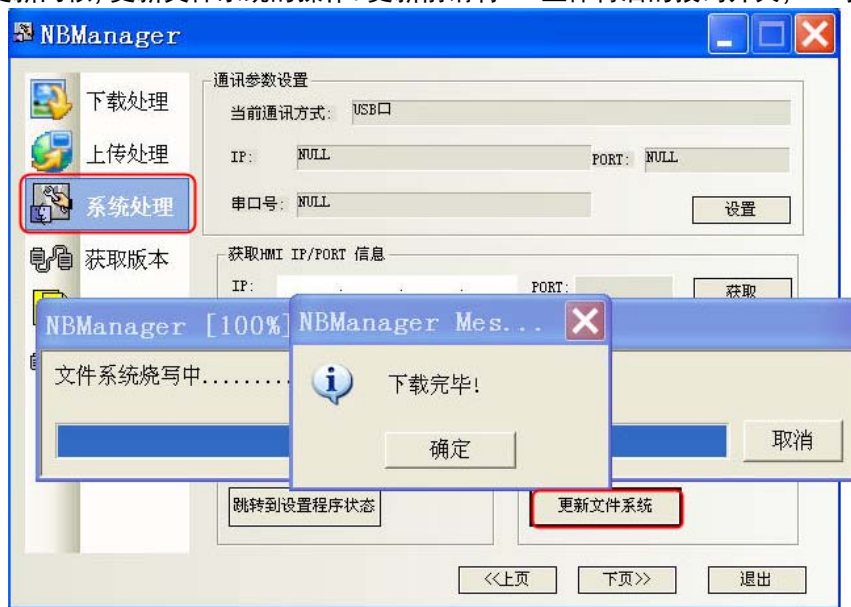 NBManager
下载处理
上传处理
系统处理
获取版本
通讯参数设置
当前通讯方式: USB口
IP: NULL PORT: NULL
串口号: NULL 设置
获取HMI IP/PORT 信息
IP: . . . PORT: 获取
NBManager [100%]
文件系统烧写中.........
取消
NBManager Mes...
下载完毕!
确定
跳转到设置程序状态 更新文件系统
<<上页 下页>> 退出